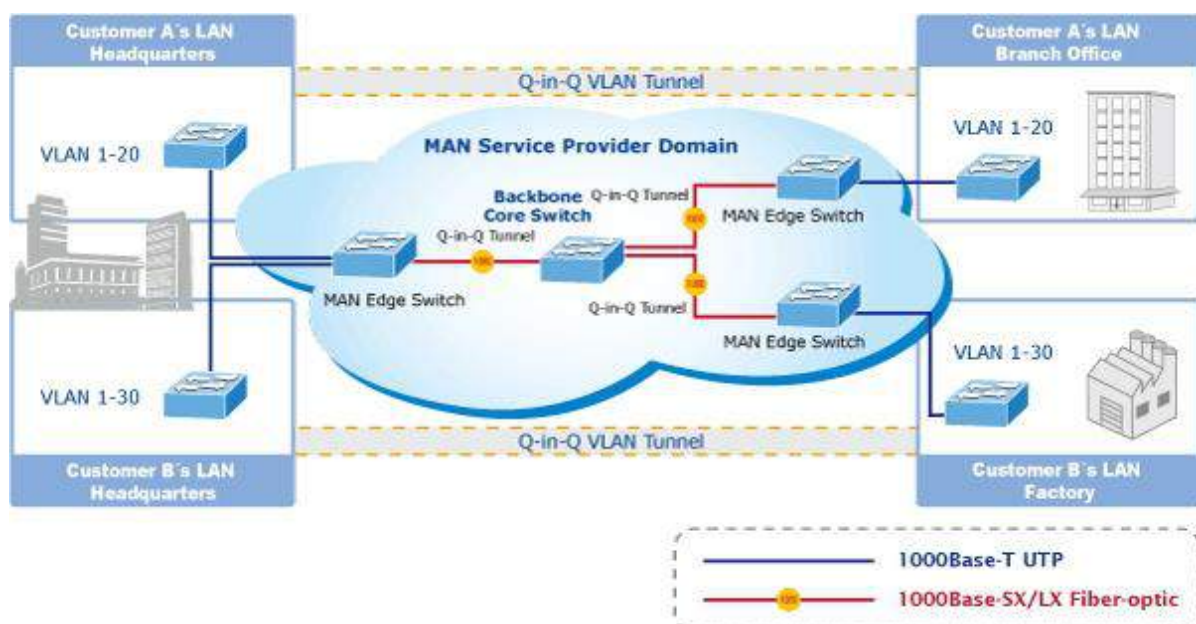 Customer A's LAN
Headquarters
Customer A's LAN
Branch Office
Q-in-Q VLAN Tunnel
VLAN 1-20
VLAN 1-20
MAN Service Provider Domain
Q-in-Q Tunnel
MAN Edge Switch
Backbone
Core Switch
Q-in-Q Tunnel
MAN Edge Switch
Q-in-Q Tunnel
MAN Edge Switch
VLAN 1-30
VLAN 1-30
Q-in-Q VLAN Tunnel
Customer B's LAN
Headquarters
Customer B's LAN
Factory
1000Base-T UTP
1000Base-SX/LX Fiber-optic